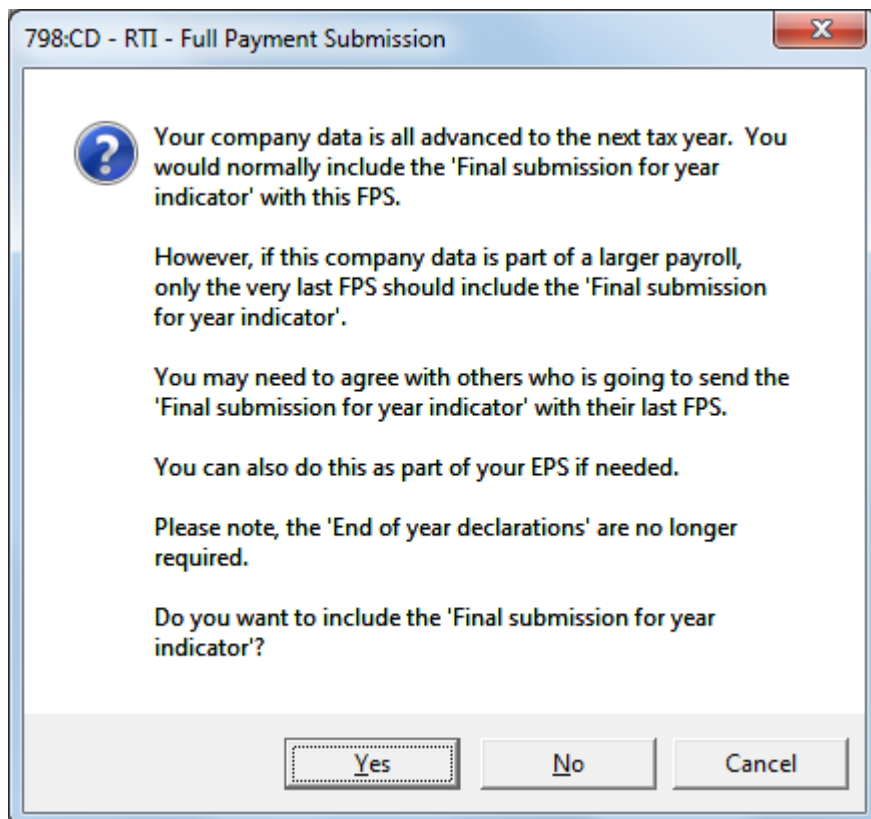 798:CD - RTI - Full Payment Submission
Your company data is all advanced to the next tax year.  You
would normally include the 'Final submission for year
indicator' with this FPS.
However, if this company data is part of a larger payroll,
only the very last FPS should include the 'Final submission
for year indicator'.
You may need to agree with others who is going to send the
'Final submission for year indicator' with their last FPS.
You can also do this as part of your EPS if needed.
Please note, the 'End of year declarations' are no longer
required.
Do you want to include the 'Final submission for year
indicator'?
Yes No Cancel